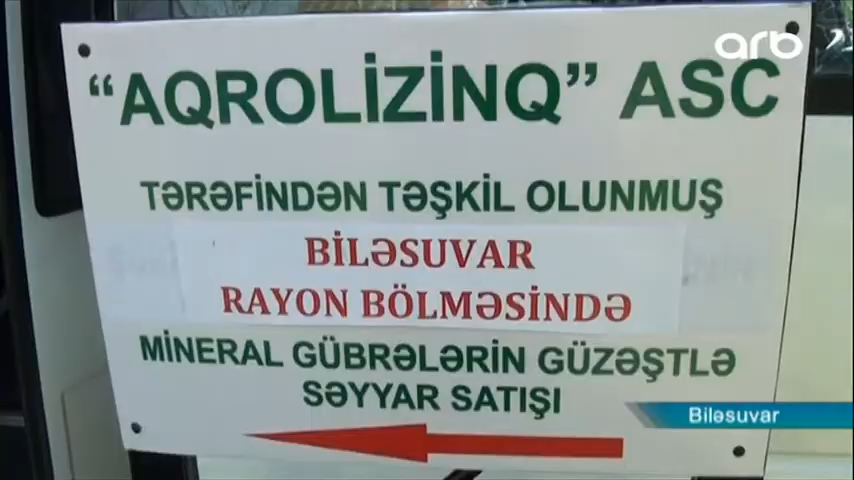 arb
“AQROLİZİNQ” ASC
TƏRƏFİNDƏN TƏŞKİL OLUNMUŞ
BİLƏSUVAR
RAYON BÖLMƏSİNDƏ
MİNERAL GÜBRƏLƏRİN GÜZƏŞTLƏ
SƏYYAR SATIŞI
Biləsuvar